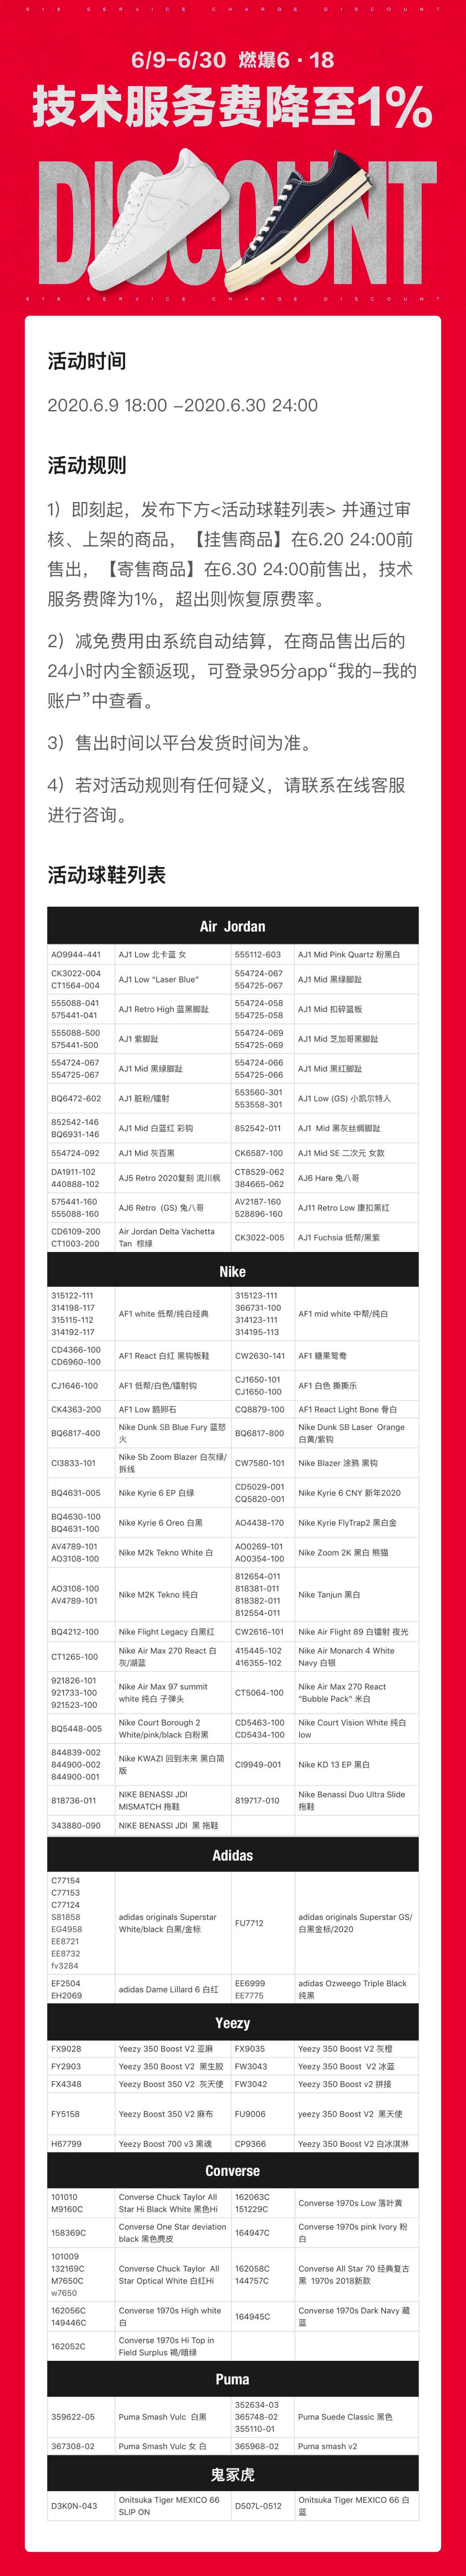 618 SERVICE CHARGE DISCOUNT
6/9-6/30 燃爆6·18
技术服务费降至1%
DISCOUNT
618 SERVICE CHARGE DISCOUNT
活动时间
2020.6.9 18:00 –2020.6.30 24:00
活动规则
1）即刻起，发布下方<活动球鞋列表> 并通过审
核、上架的商品，【挂售商品】在6.20 24:00前
售出，【寄售商品】在6.30 24:00前售出，技术
服务费降为1%，超出则恢复原费率。
2）减免费用由系统自动结算，在商品售出后的
24小时内全额返现，可登录95分app“我的–我的
账户”中查看。
3）售出时间以平台发货时间为准。
4）若对活动规则有任何疑义，请联系在线客服
进行咨询。
活动球鞋列表
Air Jordan
AO9944-441 AJ1 Low 北卡蓝 女 555112-603 AJ1 Mid Pink Quartz 粉黑白
CK3022-004
CT1564-004
AJ1 Low “Laser Blue”
554724-067
554725-067
AJ1 Mid 黑绿脚趾
555088-041
575441-041
AJ1 Retro High 蓝黑脚趾
554724-058
554725-058
AJ1 Mid 扣碎篮板
555088-500
575441-500
AJ1 紫脚趾
554724-069
554725-069
AJ1 Mid 芝加哥黑脚趾
554724-067
554725-067
AJ1 Mid 黑绿脚趾
554724-066
554725-066
AJ1 Mid 黑红脚趾
BQ6472-602 AJ1 脏粉/镭射
553560-301
553558-301
AJ1 Low (GS) 小凯尔特人
852542-146
BQ6931-146
AJ1 Mid 白蓝红 彩钩
852542-011 AJ1 Mid 黑灰丝绸脚趾
554724-092 AJ1 Mid 灰百黑 CK6587-100 AJ1 Mid SE 二次元 女款
DA1911-102
440888-102
AJ5 Retro 2020复刻 流川枫
CT8529-062
384665-062
AJ6 Hare 兔八哥
575441-160
555088-160
AJ6 Retro (GS) 兔八哥
AV2187-160
528896-160
AJ11 Retro Low 康扣黑红
CD6109-200
CT1003-200
Air Jordan Delta Vachetta
Tan 棕绿
CK3022-005 AJ1 Fuchsia 低帮/黑紫
Nike
315122-111
314198-117
315115-112
314192-117
AF1 white 低帮/纯白经典
315123-111
366731-100
314123-111
314195-113
AF1 mid white 中帮/纯白
CD4366-100
CD6960-100
AF1 React 白红 黑钩板鞋
CW2630-141 AF1 糖果鸳鸯
CJ1646-100 AF1 低帮/白色/镭射钩
CJ1650-101
CJ1650-100
AF1 白色 撕撕乐
CK4363-200 AF1 Low 鹅卵石 CQ8879-100 AF1 React Light Bone 骨白
BQ6817-400
Nike Dunk SB Blue Fury 蓝怒
火
BQ6817-800
Nike Dunk SB Laser Orange
白黄/紫钩
CI3833-101
Nike Sb Zoom Blazer 白灰绿/
拆线
CW7580-101 Nike Blazer 涂鸦 黑钩
BQ4631-005 Nike Kyrie 6 EP 白绿
CD5029-001
CQ5820-001
Nike Kyrie 6 CNY 新年2020
BQ4630-100
BQ4631-100
Nike Kyrie 6 Oreo 白黑
AO4438-170 Nike Kyrie FlyTrap2 黑白金
AV4789-101
AO3108-100
Nike M2k Tekno White 白
AO0269-101
AO0354-100
Nike Zoom 2K 黑白 熊猫
AO3108-100
AV4789-101
Nike M2K Tekno 纯白
812654-011
818381-011
818382-011
812554-011
Nike Tanjun 黑白
BQ4212-100 Nike Flight Legacy 白黑红 CW2616-101 Nike Air Flight 89 白镭射 夜光
CT1265-100
Nike Air Max 270 React 白
灰/湖蓝
415445-102
416355-102
Nike Air Monarch 4 White
Navy 白银
921826-101
921733-100
921523-100
Nike Air Max 97 summit
white 纯白 子弹头
CT5064-100
Nike Air Max 270 React
“Bubble Pack” 米白
BQ5448-005
Nike Court Borough 2
White/pink/black 白粉黑
CD5463-100
CD5434-100
Nike Court Vision White 纯白
low
844839-002
844900-002
844900-001
Nike KWAZI 回到未来 黑白简
版
CI9949-001 Nike KD 13 EP 黑白
818736-011
NIKE BENASSI JDI
MISMATCH 拖鞋
819717-010
Nike Benassi Duo Ultra Slide
拖鞋
343880-090 NIKE BENASSI JDI 黑 拖鞋
Adidas
C77154
C77153
C77124
S81858
EG4958
EE8721
EE8732
fv3284
adidas originals Superstar
White/black 白黑/金标
FU7712
adidas originals Superstar GS/
白黑金标/2020
EF2504
EH2069
adidas Dame Lillard 6 白红
EE6999
EE7775
adidas Ozweego Triple Black
纯黑
Yeezy
FX9028 Yeezy 350 Boost V2 亚麻 FX9035 Yeezy 350 Boost V2 灰橙
FY2903 Yeezy 350 Boost V2 黑生胶 FW3043 Yeezy 350 Boost V2 冰蓝
FX4348 Yeezy Boost 350 V2 灰天使 FW3042 Yeezy 350 Boost v2 拼接
FY5158 Yeezy Boost 350 V2 麻布 FU9006 yeezy 350 Boost V2 黑天使
H67799 Yeezy Boost 700 v3 黑魂 CP9366 Yeezy 350 Boost V2 白冰淇淋
Converse
101010
M9160C
Converse Chuck Taylor All
Star Hi Black White 黑色Hi
162063C
151229C
Converse 1970s Low 落叶黄
158369C
Converse One Star deviation
black 黑色麂皮
164947C
Converse 1970s pink Ivory 粉
白
101009
132169C
M7650C
w7650
Converse Chuck Taylor All
Star Optical White 白红Hi
162058C
144757C
Converse All Star 70 经典复古
黑 1970s 2018新款
162056C
149446C
Converse 1970s High white
白
164945C
Converse 1970s Dark Navy 藏
蓝
162052C
Converse 1970s Hi Top in
Field Surplus 褐/暗绿
Puma
359622-05 Puma Smash Vulc 白黑
352634-03
365748-02
355110-01
Puma Suede Classic 黑色
367308-02 Puma Smash Vulc 女 白 365968-02 Puma smash v2
鬼冢虎
D3K0N-043
Onitsuka Tiger MEXICO 66
SLIP ON
D507L-0512
Onitsuka Tiger MEXICO 66 白
蓝